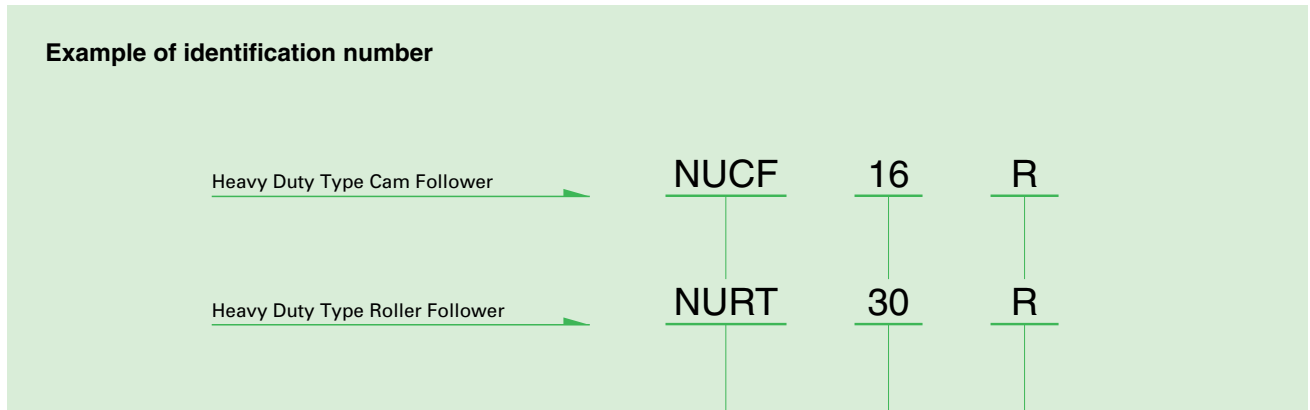 Example of identification number
Heavy Duty Type Cam Follower NUCF 16 R
Heavy Duty Type Roller Follower NURT 30 R